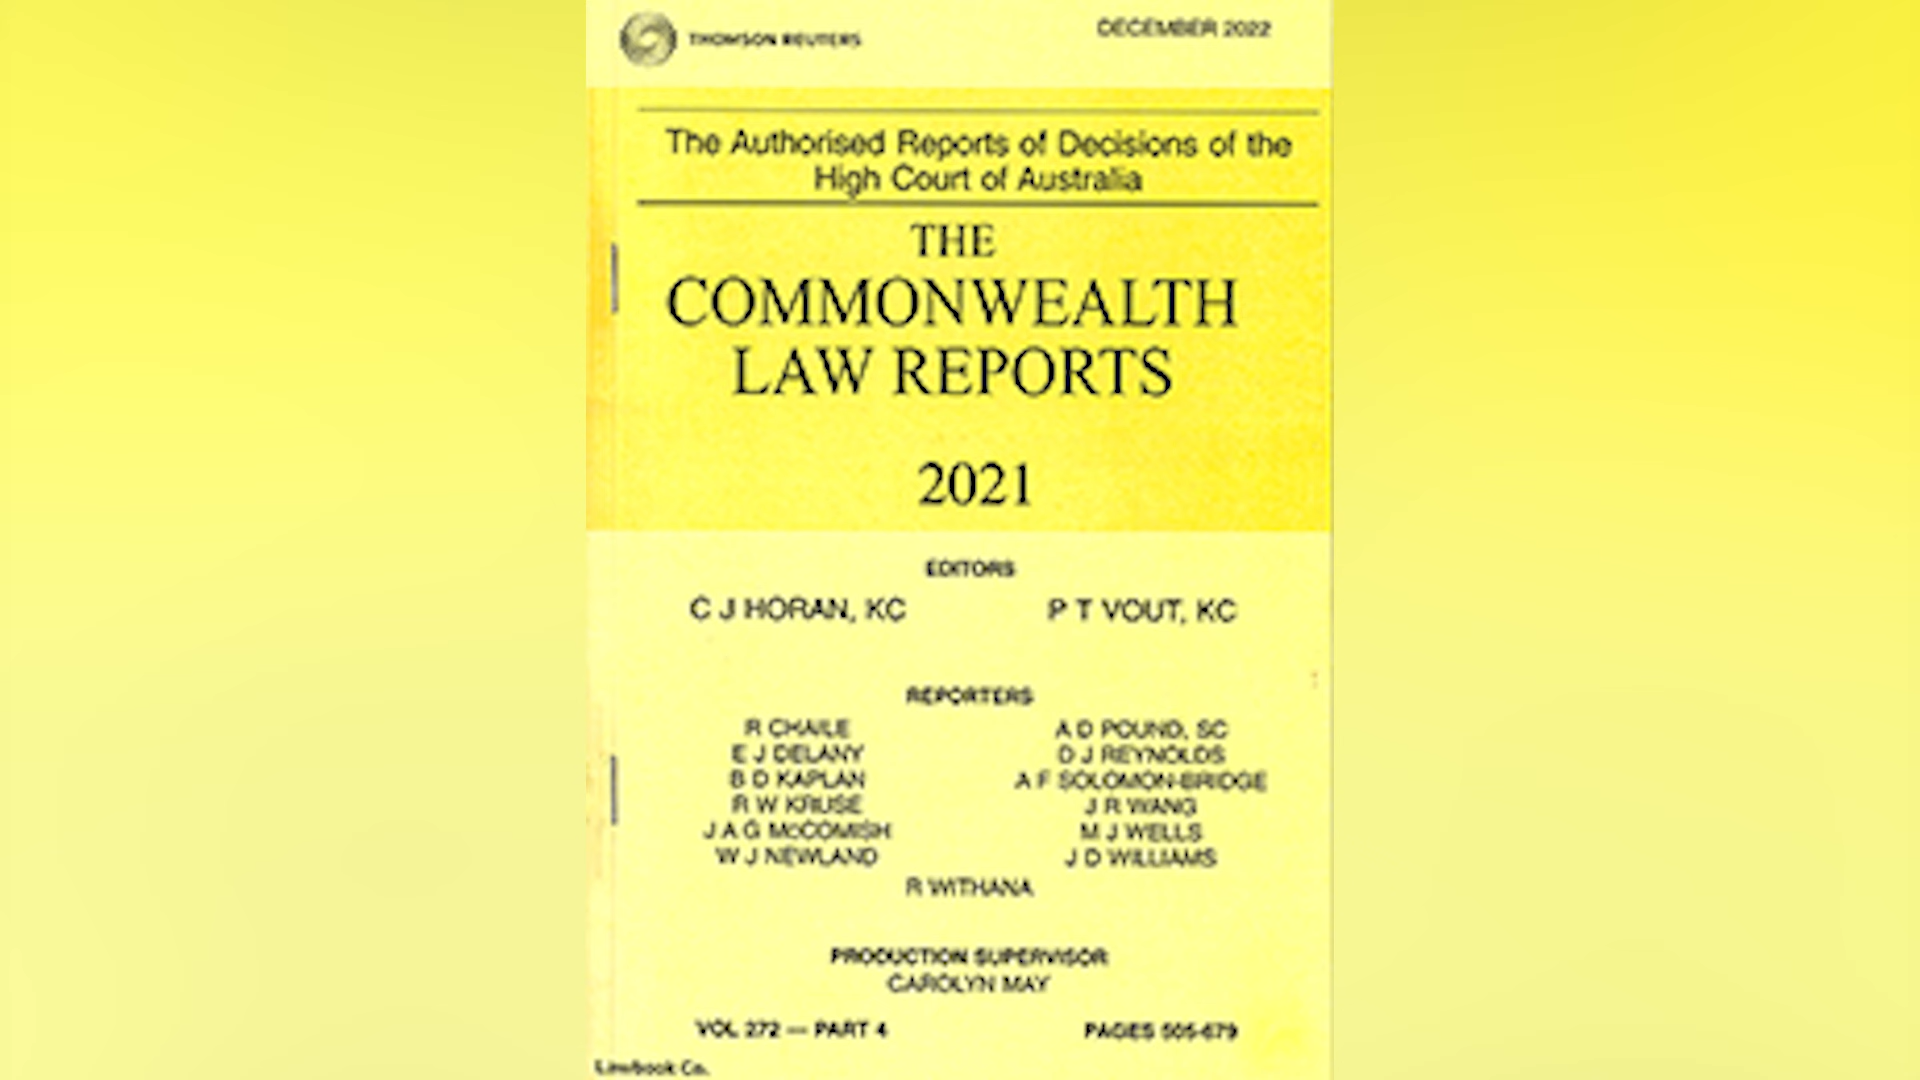 THOMSON REUTERS
DECEMBER 2022
The Authorised Reports of Decisions of the
High Court of Australia
THE
COMMONWEALTH
LAW REPORTS
2021
EDITORS
C J HORAN, KC P T VOUT, KC
REPORTERS
R CHAILE A D POUND, SC
E J DELANY D J REYNOLDS
B D KAPLAN A F SOLOMON-BRIDGE
R W KRUSE J R WANG
J A G McCOMISH M J WELLS
W J NEWLAND J D WILLIAMS
R WITHANA
PRODUCTION SUPERVISOR
CAROLYN MAY
VOL 272 — PART 4 PAGES 505-679
Lawbook Co.